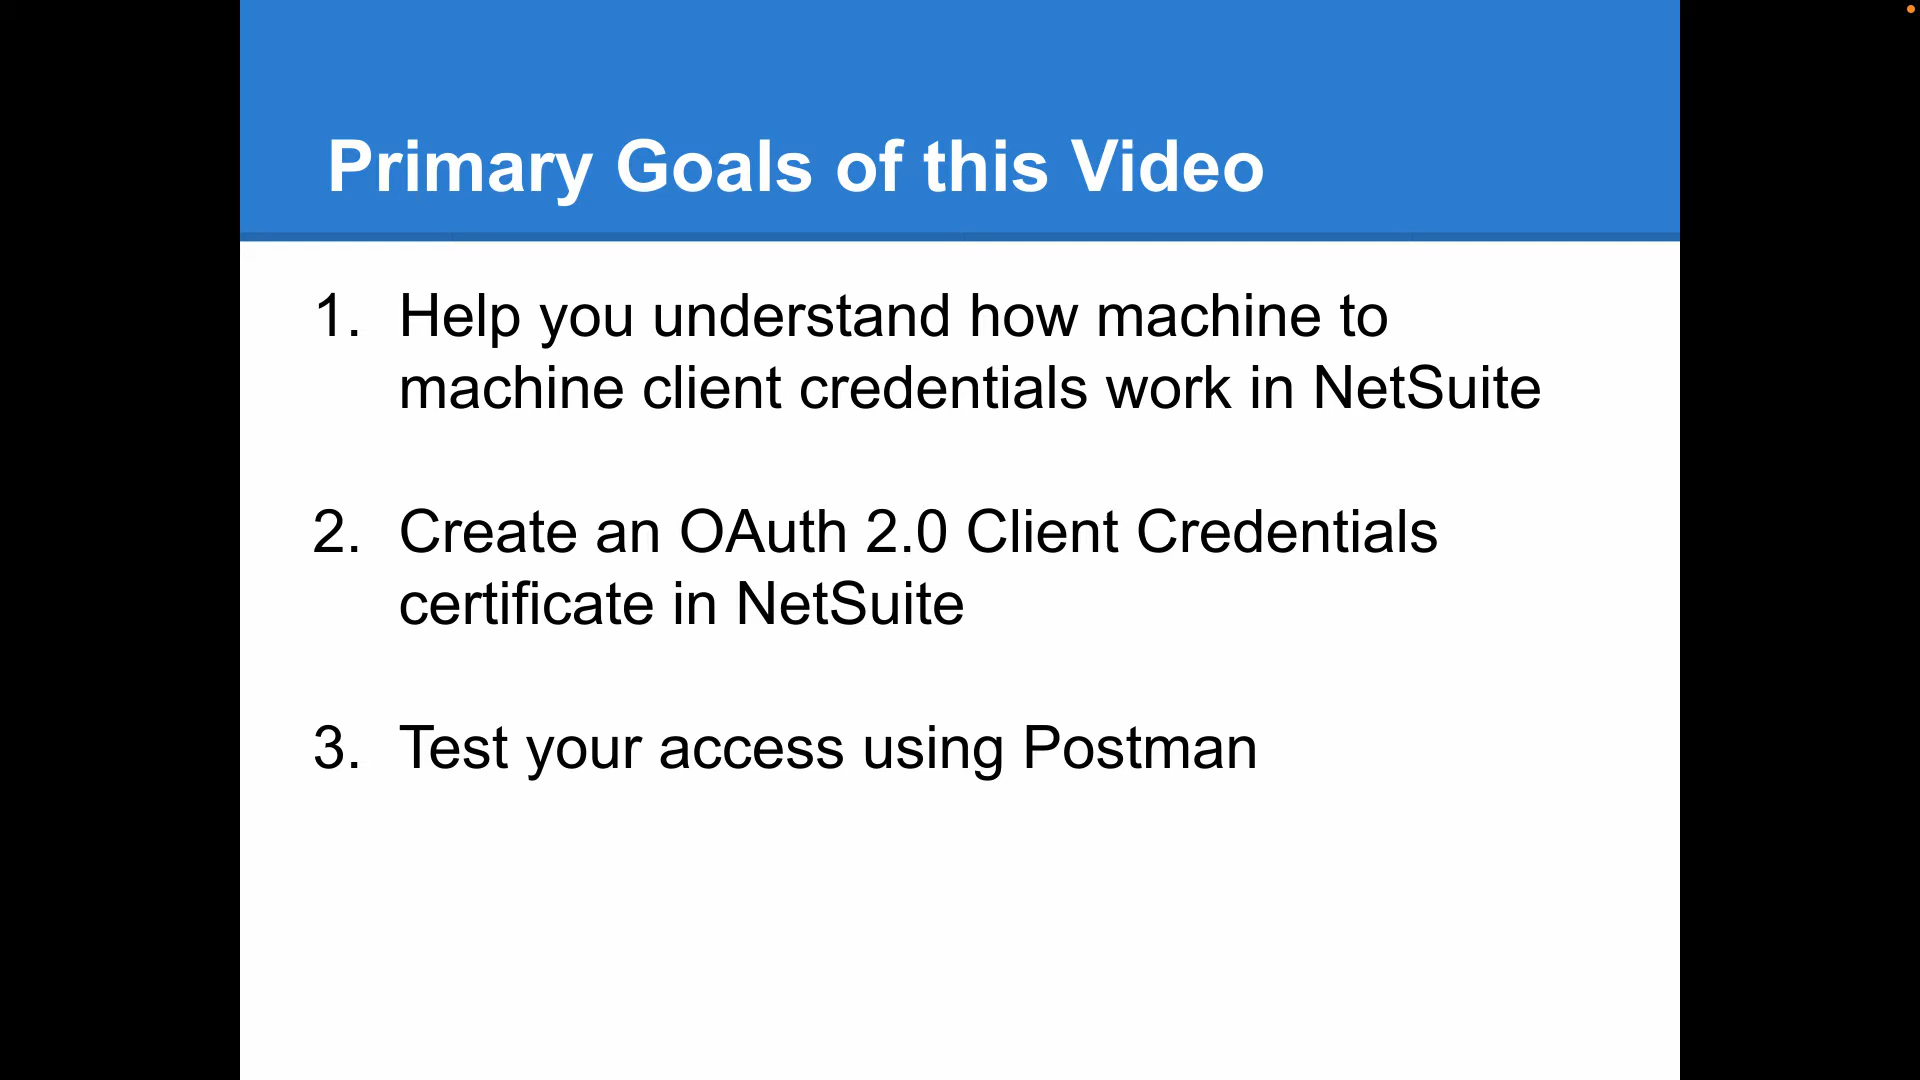 Primary Goals of this Video
1. Help you understand how machine to
machine client credentials work in NetSuite
2. Create an OAuth 2.0 Client Credentials
certificate in NetSuite
3. Test your access using Postman